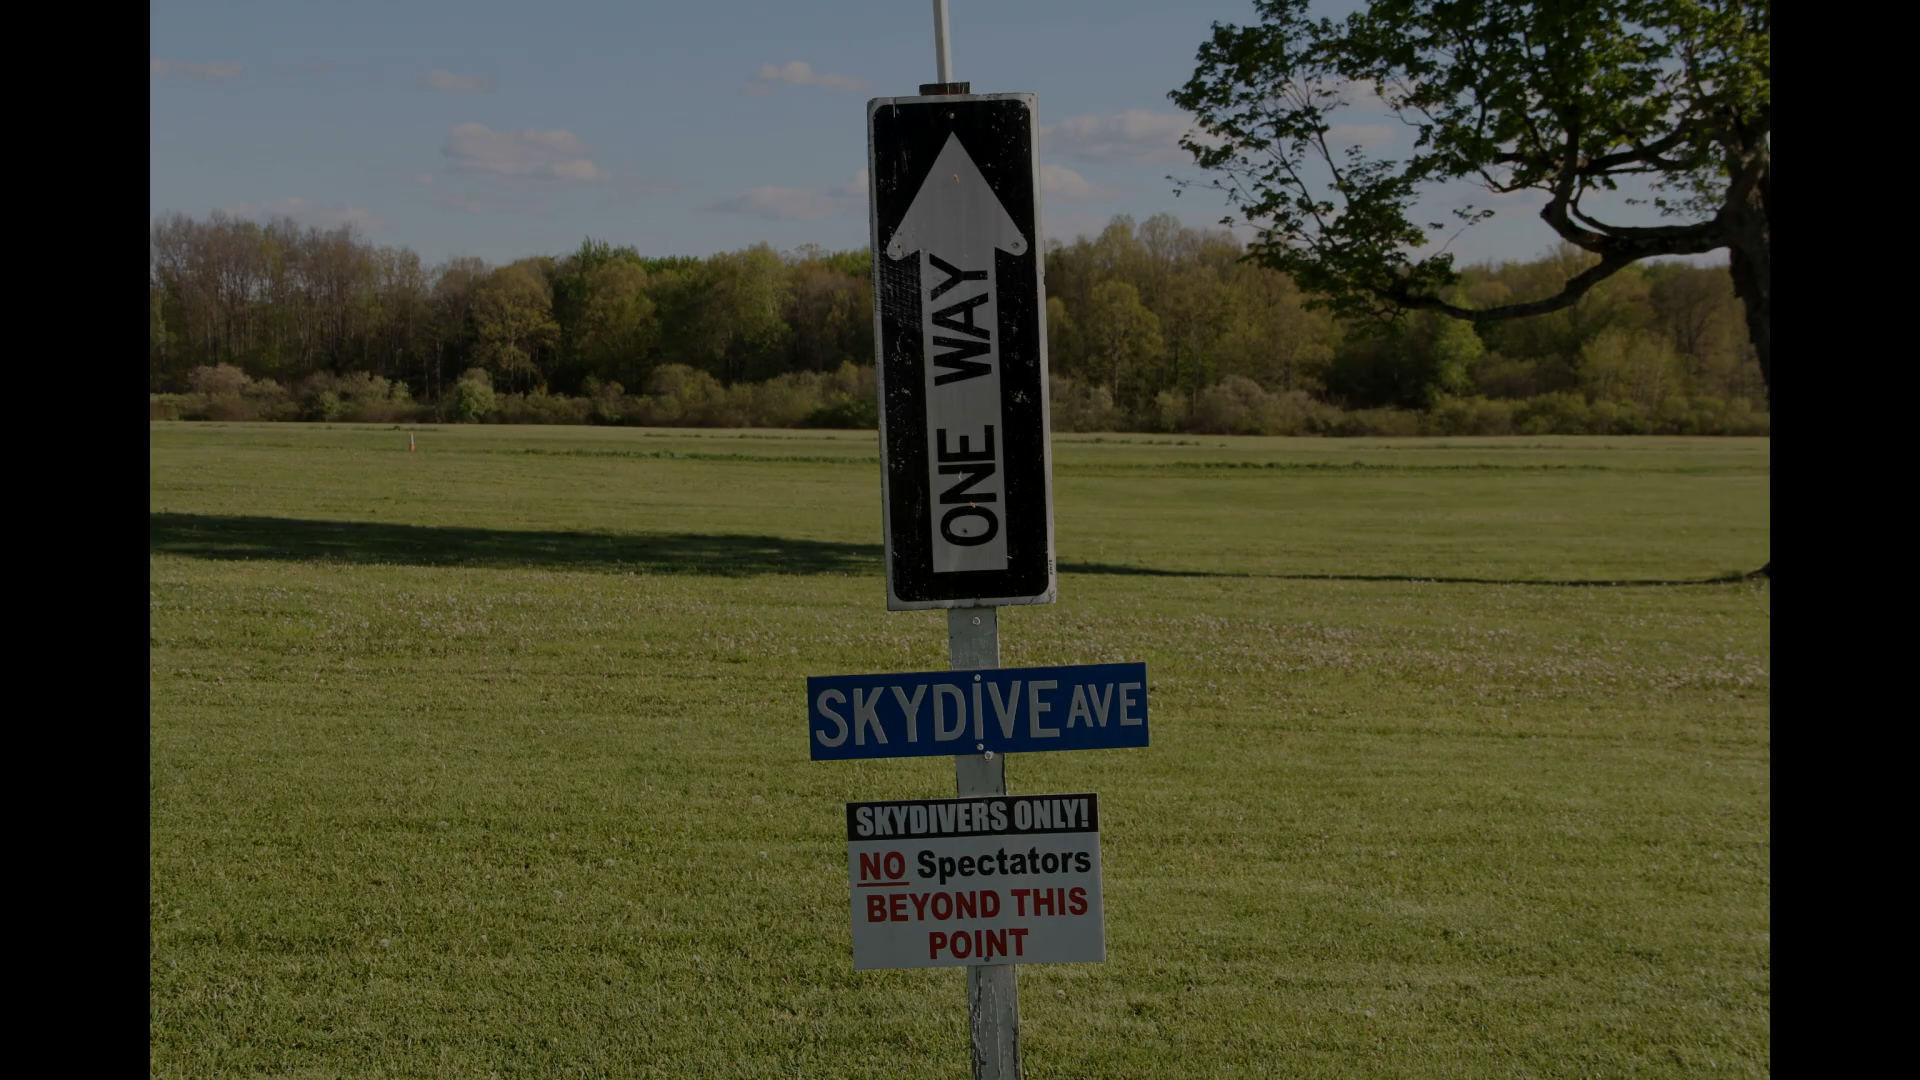 ONE WAY
SKYDIVE AVE
SKYDIVERS ONLY!
NO Spectators
BEYOND THIS
POINT